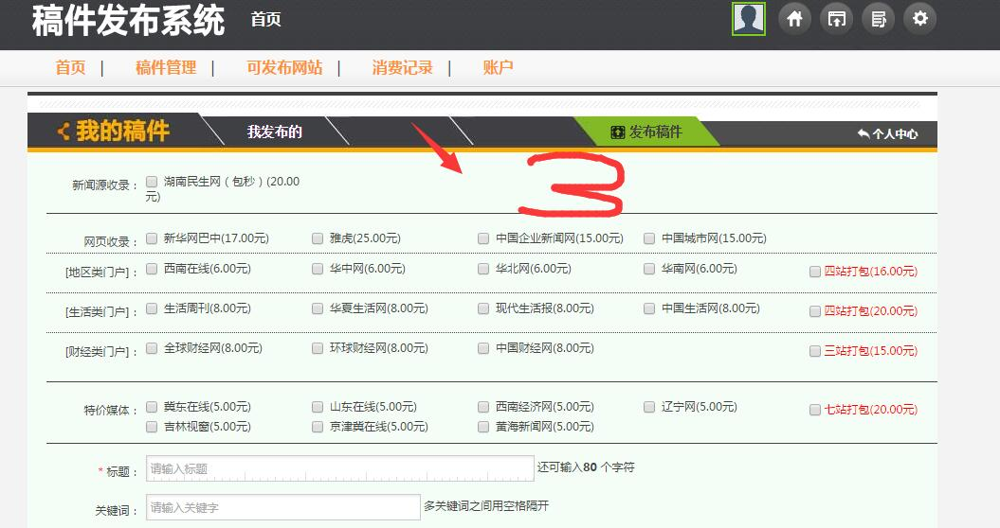 稿件发布系统 首页
首页 | 稿件管理 | 可发布网站 | 消费记录 | 账户
我的稿件 我发布的 发布稿件 个人中心
3
新闻源收录： 湖南民生网（包秒）(20.00
元)
网页收录： 新华网巴中(17.00元) 雅虎(25.00元) 中国企业新闻网(15.00元) 中国城市网(15.00元)
[地区类门户]： 西南在线(6.00元) 华中网(6.00元) 华北网(6.00元) 华南网(6.00元) 四站打包(16.00元)
[生活类门户]： 生活周刊(8.00元) 华夏生活网(8.00元) 现代生活报(8.00元) 中国生活网(8.00元) 四站打包(20.00元)
[财经类门户]： 全球财经网(8.00元) 环球财经网(8.00元) 中国财经网(8.00元) 三站打包(15.00元)
特价媒体： 冀东在线(5.00元) 山东在线(5.00元) 西南经济网(5.00元) 辽宁网(5.00元) 七站打包(20.00元)
吉林视窗(5.00元) 京津冀在线(5.00元) 黄海新闻网(5.00元)
* 标题： 请输入标题 还可输入80 个字符
关键词： 请输入关键字 多关键词之间用空格隔开